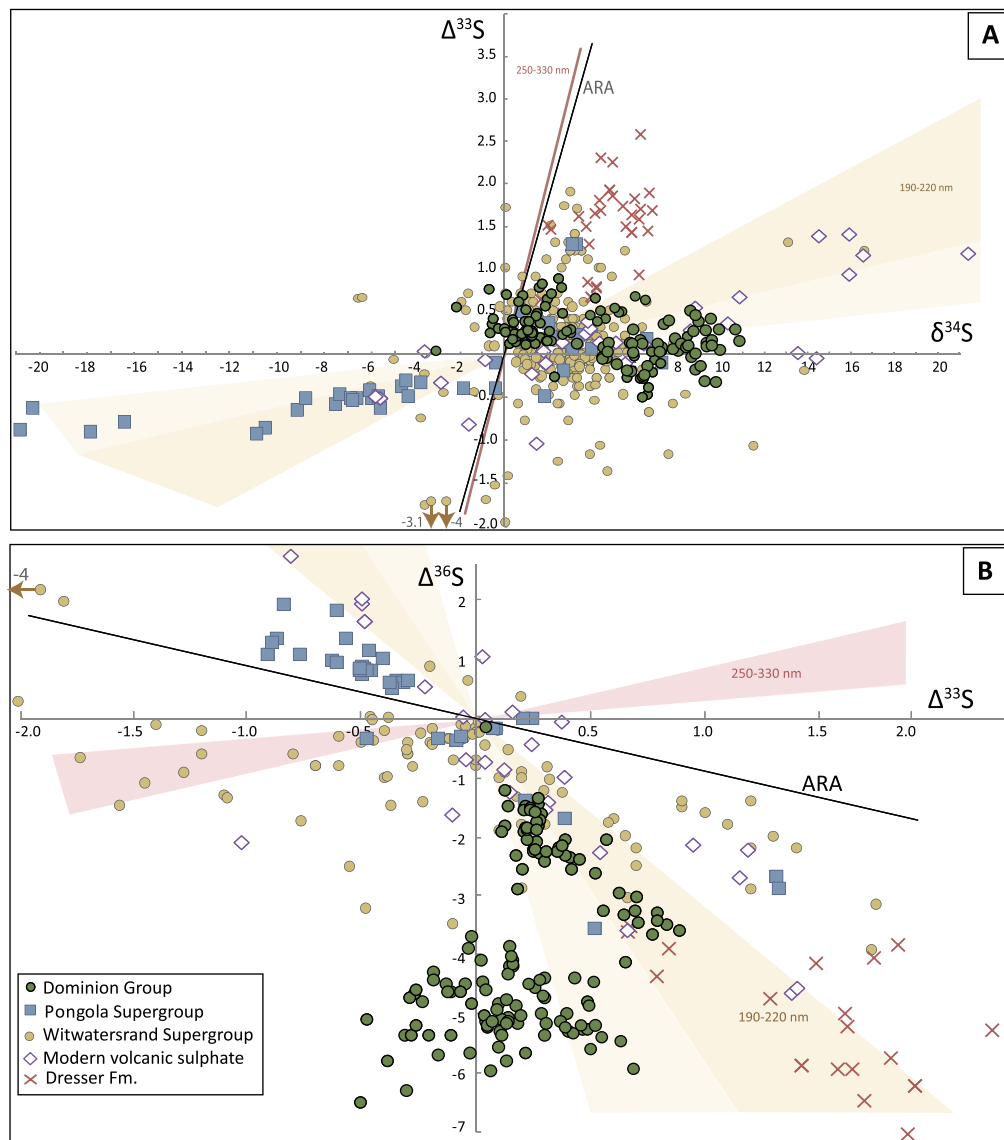 A
Δ³³S
3.5
250-330 nm
ARA
3.0
2.5
2.0
190-220 nm
1.5
1.0
0.5
δ³⁴S
-20 -18 -16 -14 -12 -10 -8 -6 -4 -2 2 4 6 8 10 12 14 16 18 20
-0.5
-1.0
-1.5
-3.1 -4 -2.0
B
-4
Δ³⁶S
2
1
250-330 nm
Δ³³S
-2.0 -1.5 -1.0 -0.5 0.5 1.0 1.5 2.0
-1
ARA
-2
-3
-4
Dominion Group
Pongola Supergroup
Witwatersrand Supergroup
Modern volcanic sulphate
Dresser Fm.
190-220 nm
-5
-6
-7